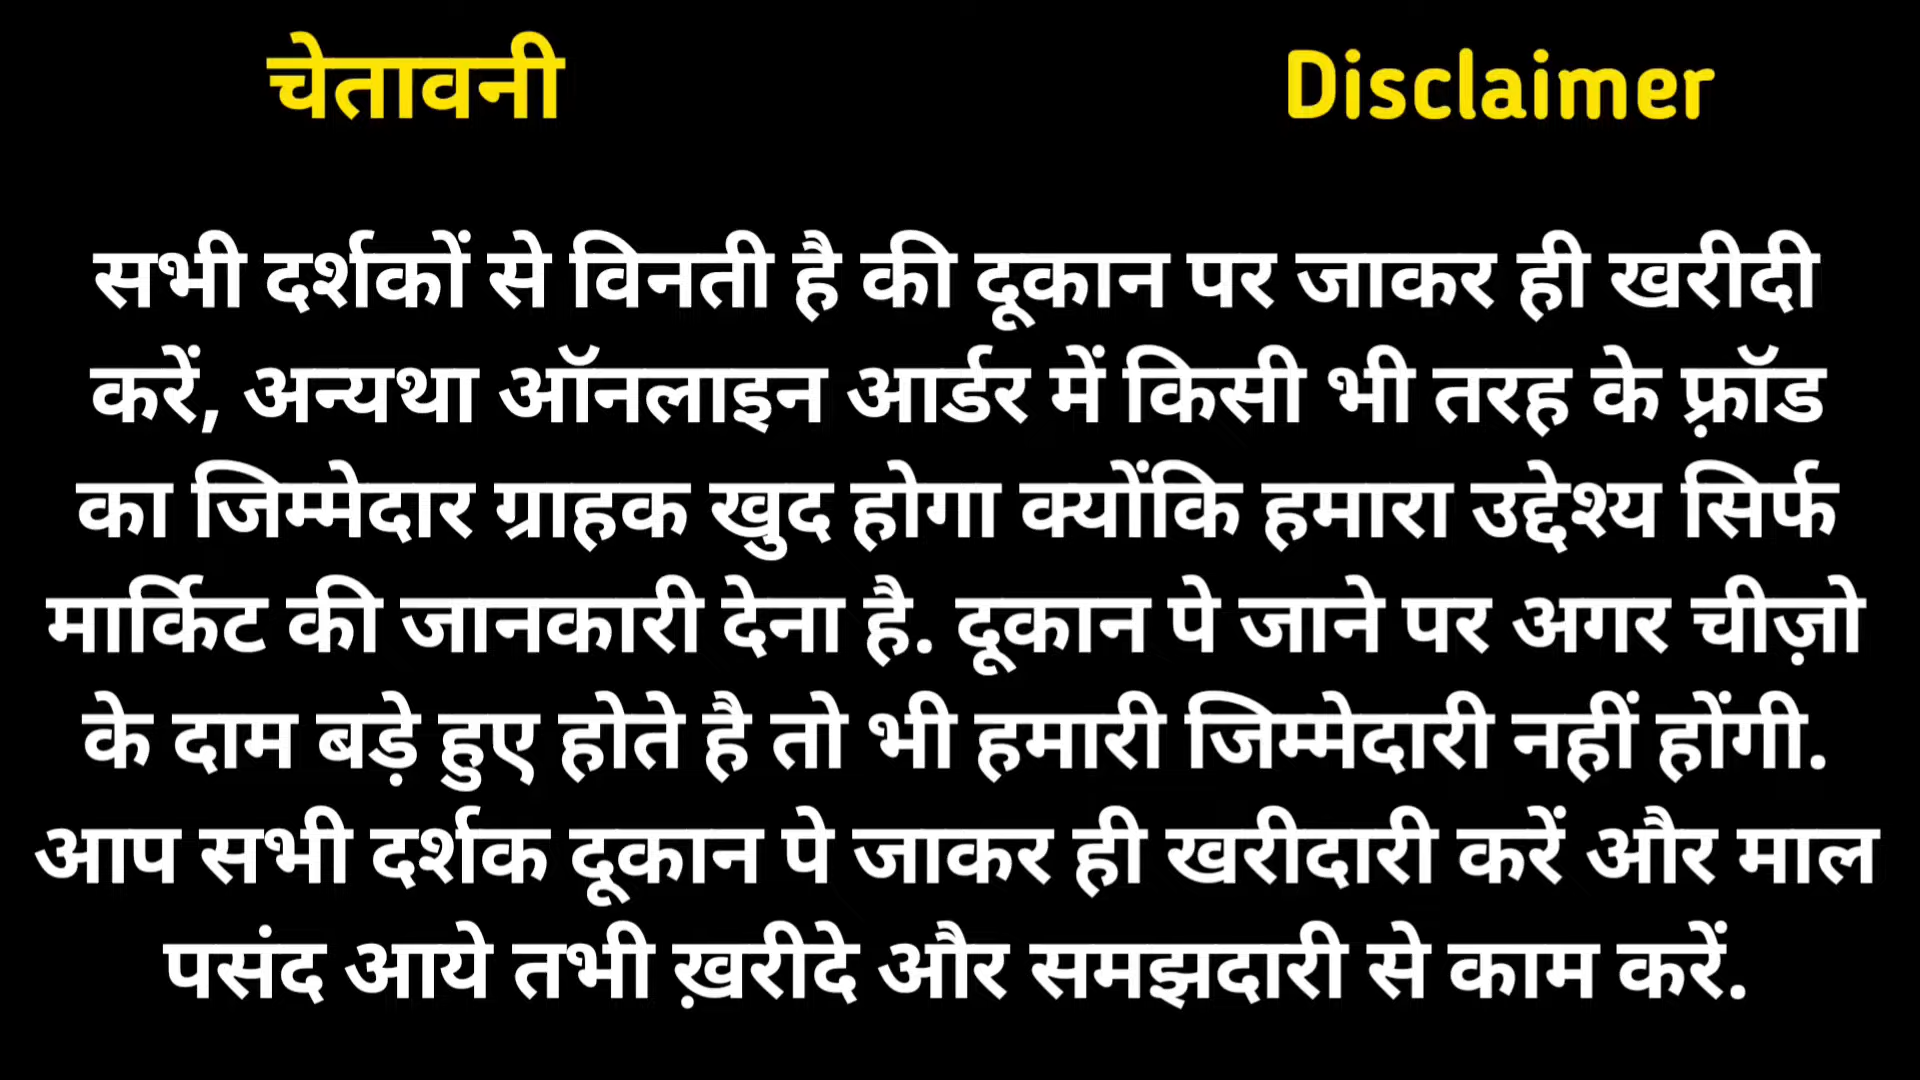 चेतावनी Disclaimer
सभी दर्शकों से विनती है की दूकान पर जाकर ही खरीदी
करें, अन्यथा ऑनलाइन आर्डर में किसी भी तरह के फ़्रॉड
का जिम्मेदार ग्राहक खुद होगा क्योंकि हमारा उद्देश्य सिर्फ
मार्किट की जानकारी देना है. दूकान पे जाने पर अगर चीज़ो
के दाम बड़े हुए होते है तो भी हमारी जिम्मेदारी नहीं होंगी.
आप सभी दर्शक दूकान पे जाकर ही खरीदारी करें और माल
पसंद आये तभी ख़रीदे और समझदारी से काम करें.